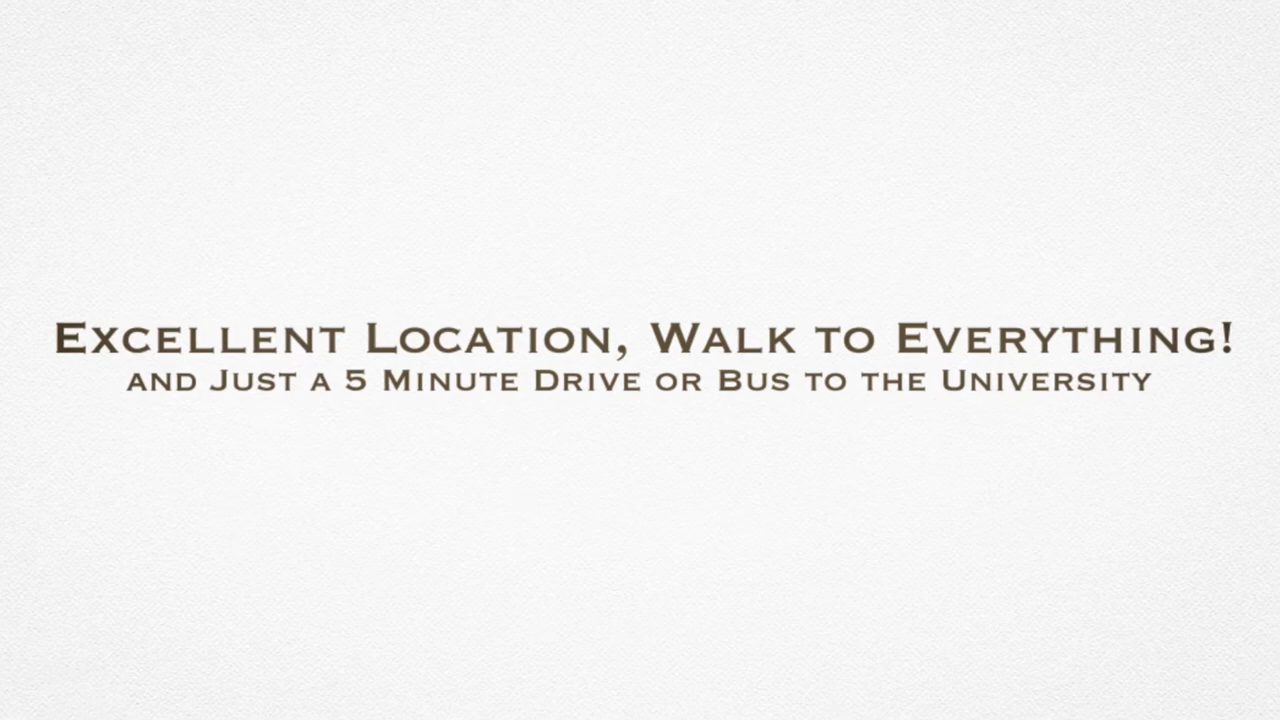 Excellent Location, Walk to Everything!
and Just a 5 Minute Drive or Bus to the University